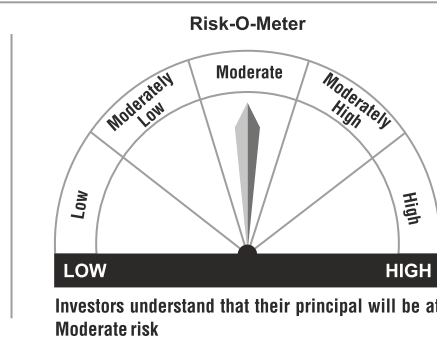 Risk-O-Meter
Moderate
Moderately
Low
Moderately
High
Low
High
LOW HIGH
Investors understand that their principal will be at
Moderate risk